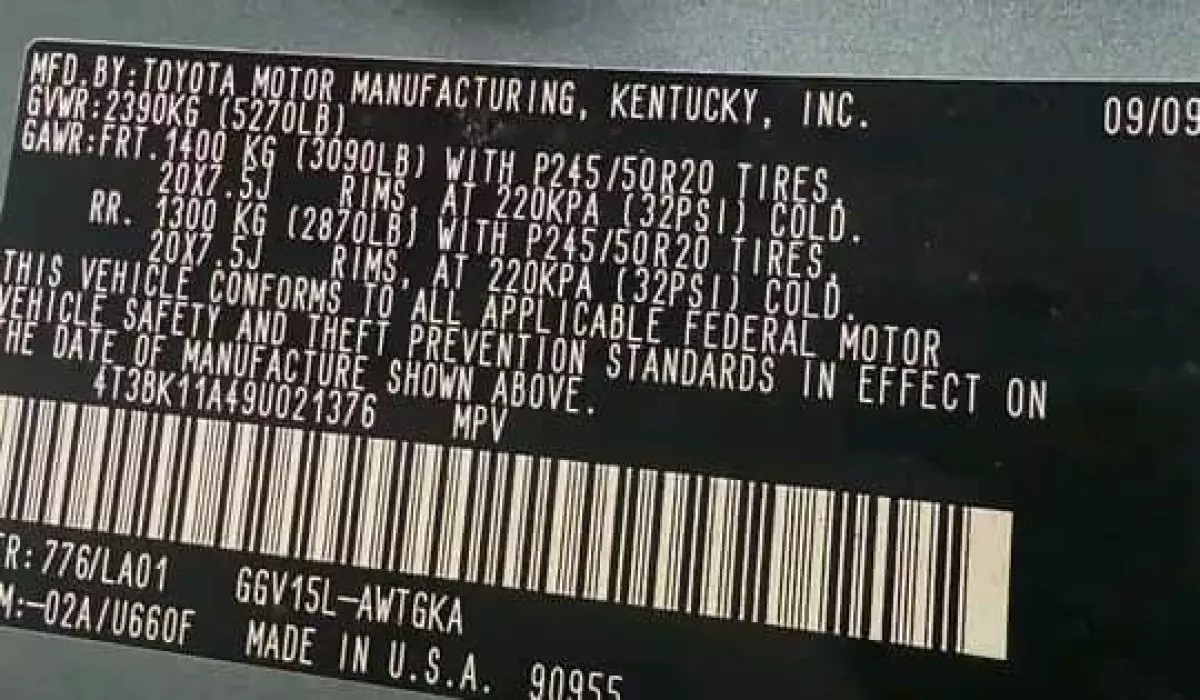 MFD.BY:TOYOTA MOTOR MANUFACTURING, KENTUCKY, INC. 09/09
GVWR:2390KG (5270LB)
GAWR:FRT.1400 KG (3090LB) WITH P245/50R20 TIRES,
20X7.5J RIMS, AT 220KPA (32PSI) COLD.
RR. 1300 KG (2870LB) WITH P245/50R20 TIRES,
20X7.5J RIMS, AT 220KPA (32PSI) COLD.
THIS VEHICLE CONFORMS TO ALL APPLICABLE FEDERAL MOTOR
VEHICLE SAFETY AND THEFT PREVENTION STANDARDS IN EFFECT ON
THE DATE OF MANUFACTURE SHOWN ABOVE.
4T3BK11A49U021376 MPV
TR:776/LA01 GGV15L-AWTGKA
M:-02A/U660F MADE IN U.S.A. 90955